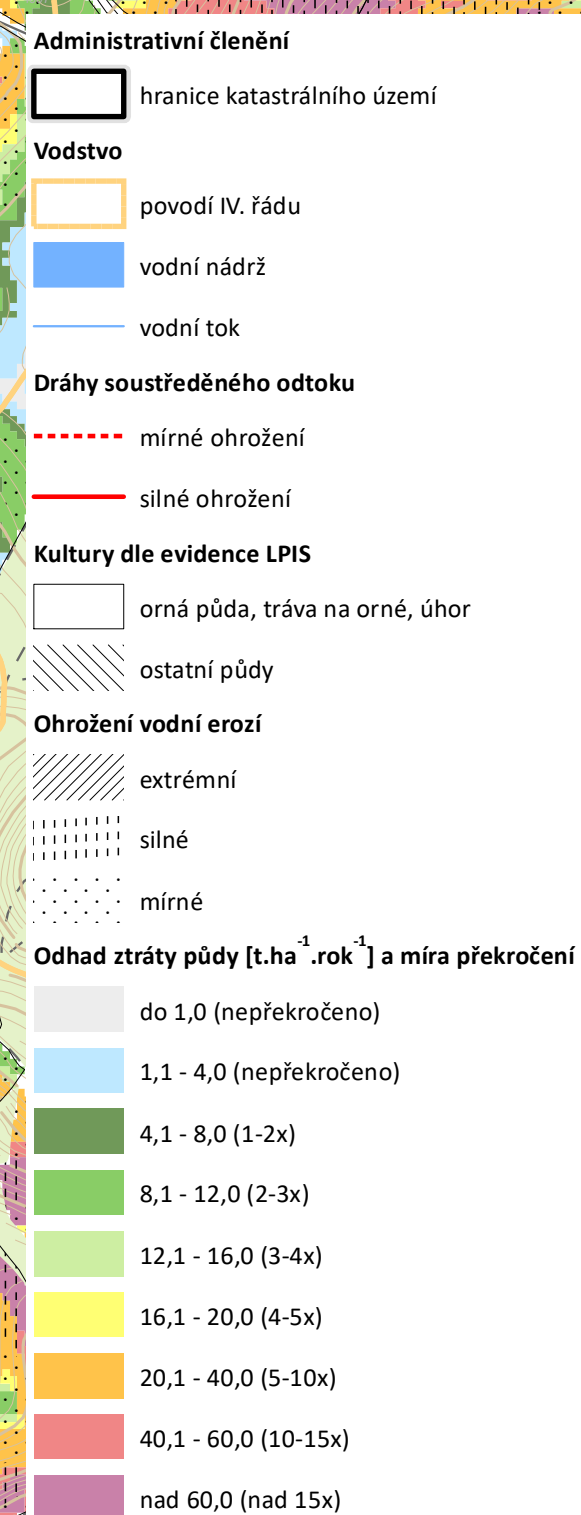 Administrativní členění
hranice katastrálního území
Vodstvo
povodí IV. řádu
vodní nádrž
vodní tok
Dráhy soustředěného odtoku
mírné ohrožení
silné ohrožení
Kultury dle evidence LPIS
orná půda, tráva na orné, úhor
ostatní půdy
Ohrožení vodní erozí
extrémní
silné
mírné
Odhad ztráty půdy [t.ha⁻¹.rok⁻¹] a míra překročení
do 1,0 (nepřekročeno)
1,1 - 4,0 (nepřekročeno)
4,1 - 8,0 (1-2x)
8,1 - 12,0 (2-3x)
12,1 - 16,0 (3-4x)
16,1 - 20,0 (4-5x)
20,1 - 40,0 (5-10x)
40,1 - 60,0 (10-15x)
nad 60,0 (nad 15x)